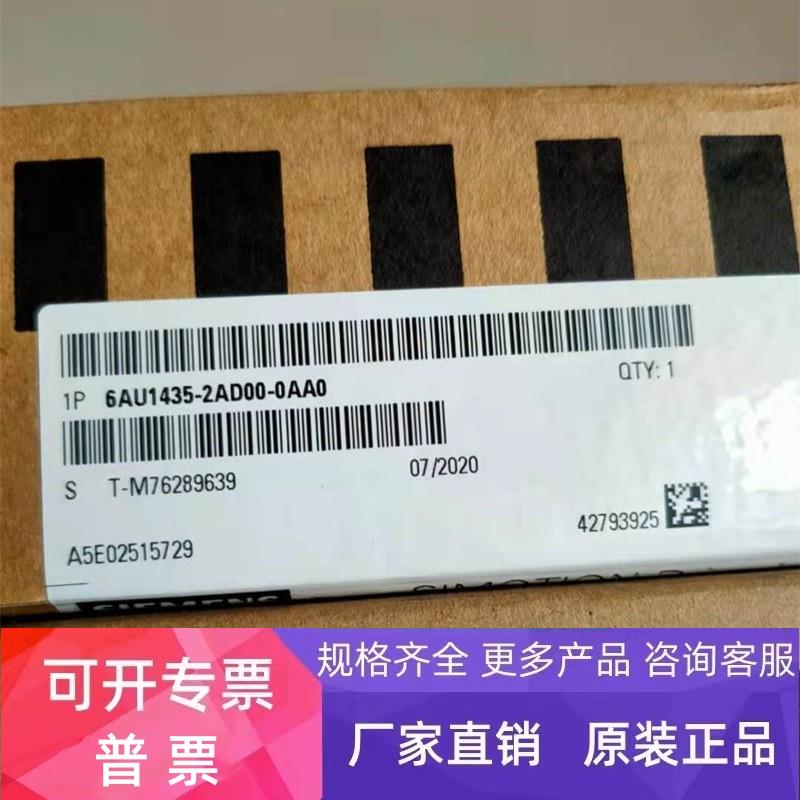 1P 6AU1435-2AD00-0AA0
QTY: 1
S T-M76289639
07/2020
42793925
A5E02515729
SIEMENS
可开专票
普票
规格齐全 更多产品 咨询客服
厂家直销 原装正品